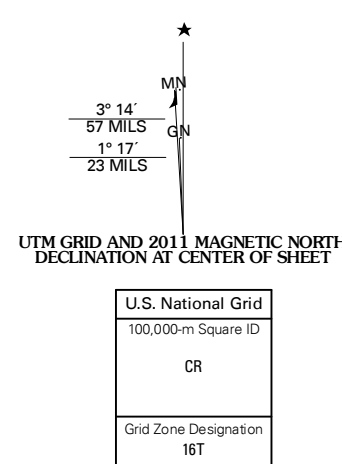 ★
MN
3° 14´
57 MILS
GN
1° 17´
23 MILS
UTM GRID AND 2011 MAGNETIC NORTH
DECLINATION AT CENTER OF SHEET
U.S. National Grid
100,000-m Square ID
CR
Grid Zone Designation
16T